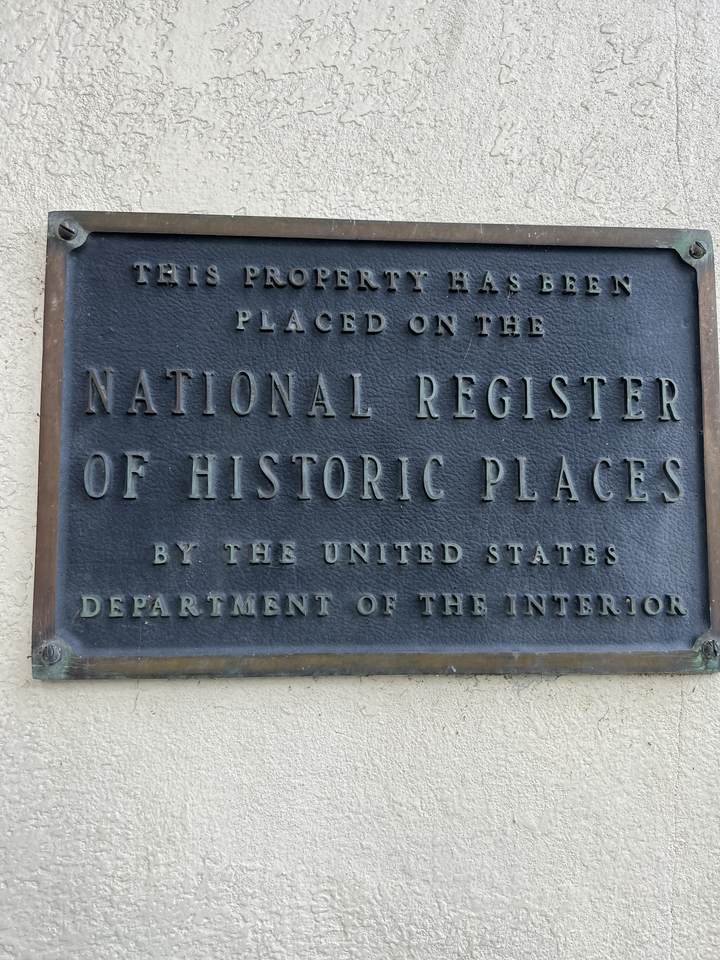 THIS PROPERTY HAS BEEN
PLACED ON THE
NATIONAL REGISTER
OF HISTORIC PLACES
BY THE UNITED STATES
DEPARTMENT OF THE INTERIOR